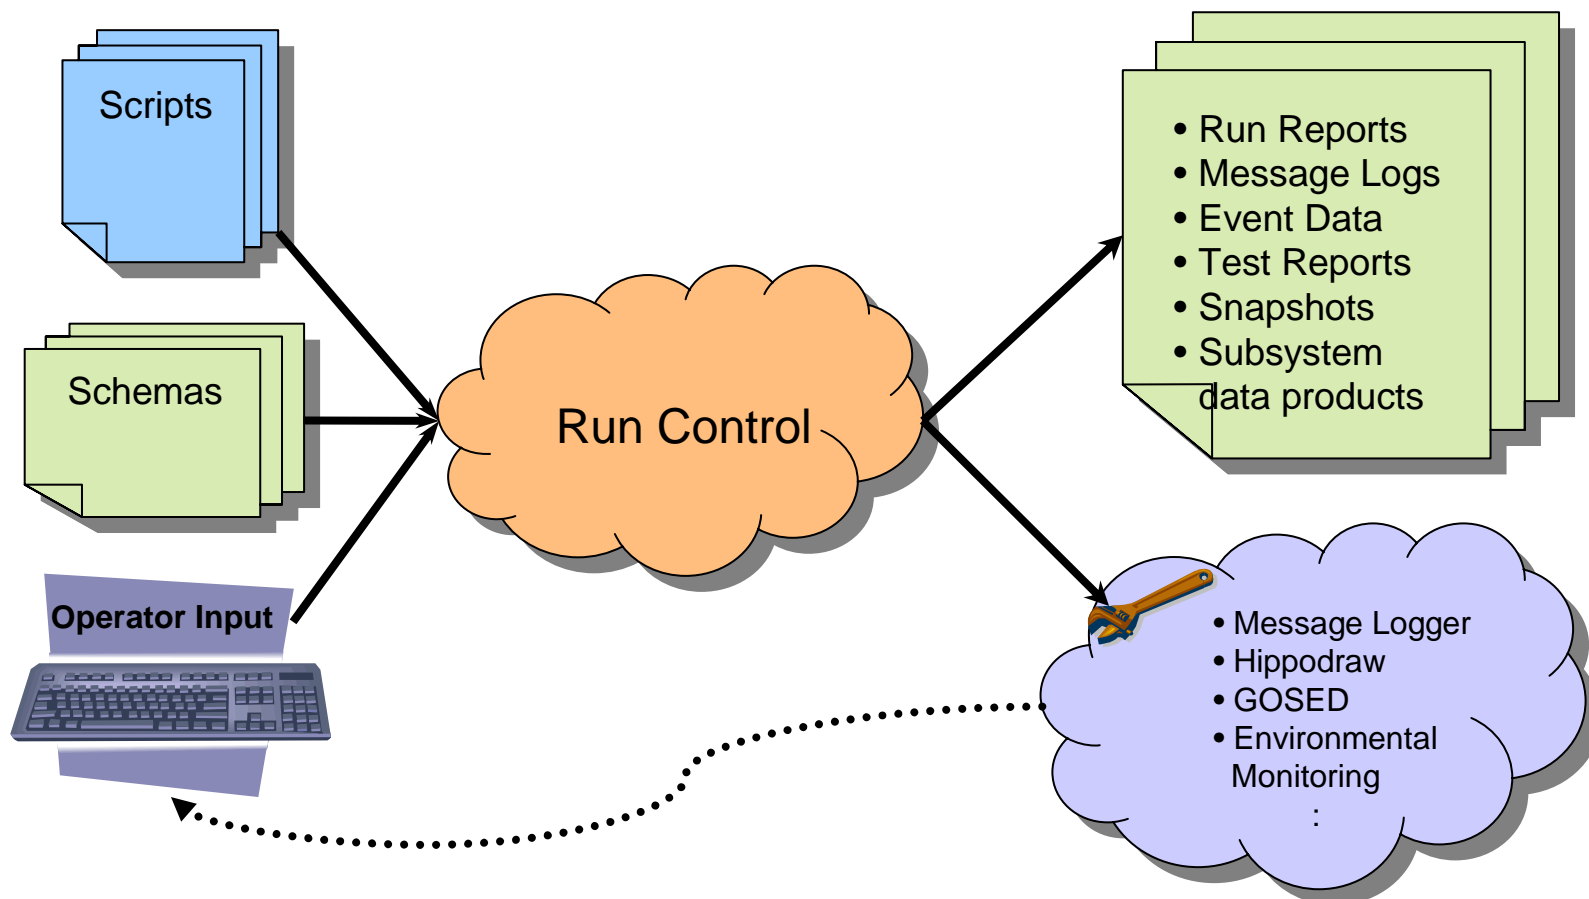 Scripts
Schemas
Operator Input
Run Control
• Run Reports
• Message Logs
• Event Data
• Test Reports
• Snapshots
• Subsystem
data products
• Message Logger
• Hippodraw
• GOSED
• Environmental
Monitoring
: